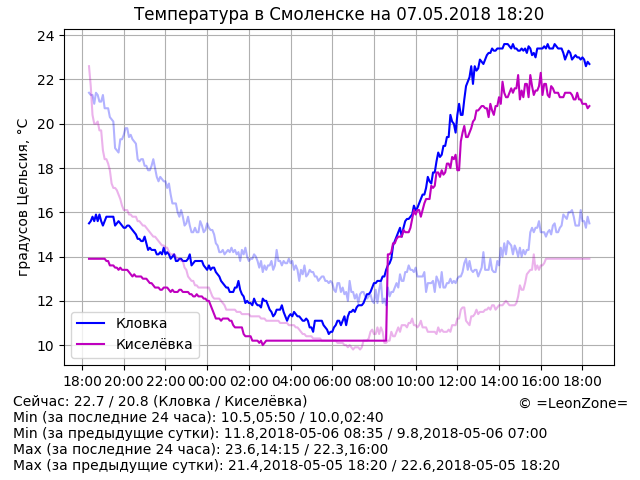 Температура в Смоленске на 07.05.2018 18:20
24
22
20
18
16
14
12
10
градусов Цельсия, °C
Кловка
Киселёвка
18:00 20:00 22:00 00:00 02:00 04:00 06:00 08:00 10:00 12:00 14:00 16:00 18:00
Сейчас: 22.7 / 20.8 (Кловка / Киселёвка)
© =LeonZone=
Min (за последние 24 часа): 10.5,05:50 / 10.0,02:40
Min (за предыдущие сутки): 11.8,2018-05-06 08:35 / 9.8,2018-05-06 07:00
Max (за последние 24 часа): 23.6,14:15 / 22.3,16:00
Max (за предыдущие сутки): 21.4,2018-05-05 18:20 / 22.6,2018-05-05 18:20